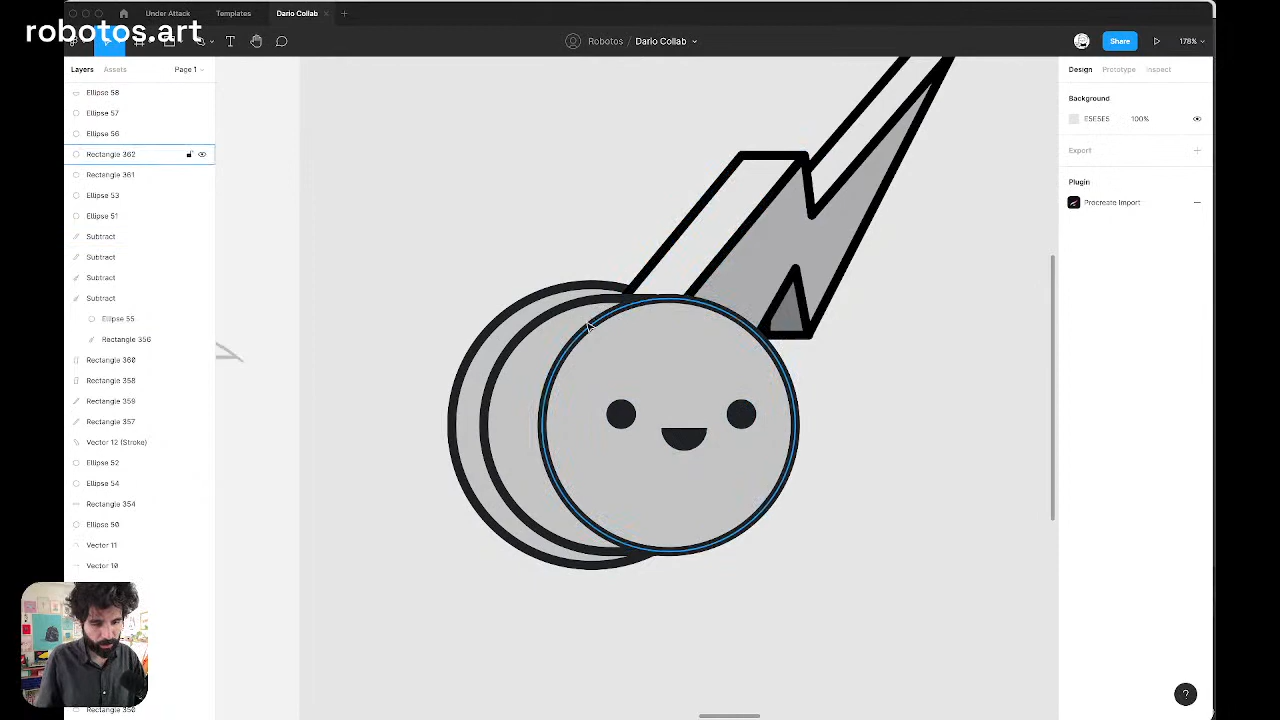 robotos.art
Under Attack
Templates
Dario Collab
Robotos / Dario Collab
Share
178%
Layers
Assets
Page 1
Ellipse 58
Ellipse 57
Ellipse 56
Rectangle 362
Rectangle 361
Ellipse 53
Ellipse 51
Subtract
Subtract
Subtract
Subtract
Ellipse 55
Rectangle 356
Rectangle 360
Rectangle 358
Rectangle 359
Rectangle 357
Vector 12 (Stroke)
Ellipse 52
Ellipse 54
Rectangle 354
Ellipse 50
Vector 11
Vector 10
Rectangle 350
Design
Prototype
Inspect
Background
E5E5E5
100%
Export
Plugin
Procreate Import
?